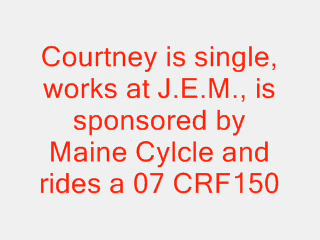 Courtney is single,
works at J.E.M., is
sponsored by
Maine Cylcle and
rides a 07 CRF150